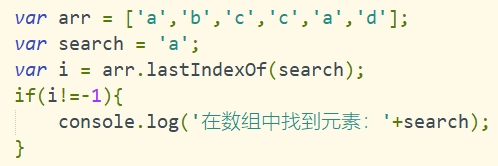 var arr = ['a','b','c','c','a','d'];
var search = 'a';
var i = arr.lastIndexOf(search);
if(i!=-1){
    console.log('在数组中找到元素：'+search);
}